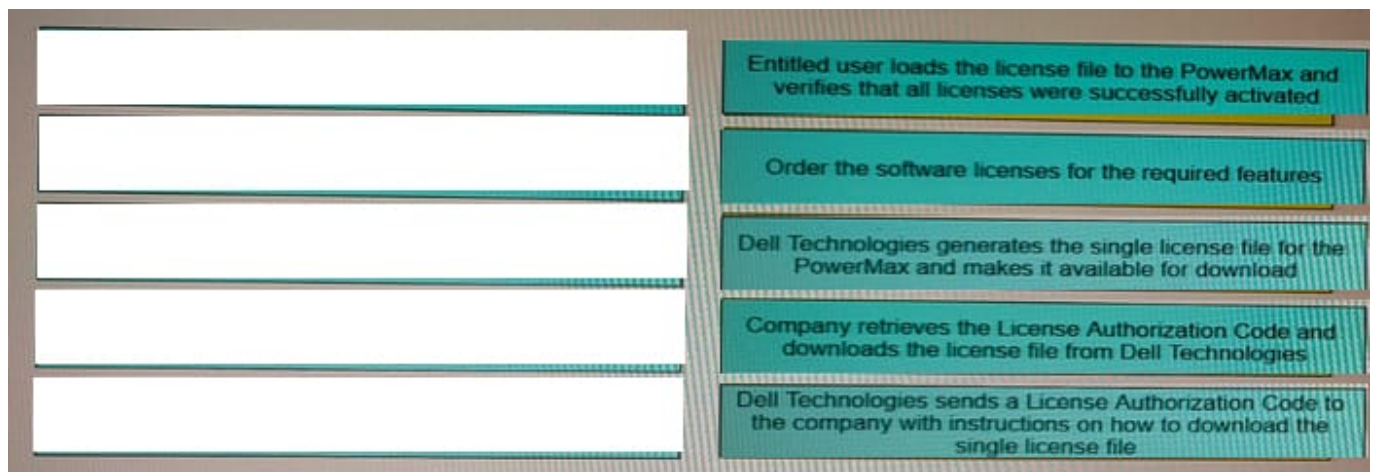 Entitled user loads the license file to the PowerMax and
verifies that all licenses were successfully activated
Order the software licenses for the required features
Dell Technologies generates the single license file for the
PowerMax and makes it available for download
Company retrieves the License Authorization Code and
downloads the license file from Dell Technologies
Dell Technologies sends a License Authorization Code to
the company with instructions on how to download the
single license file